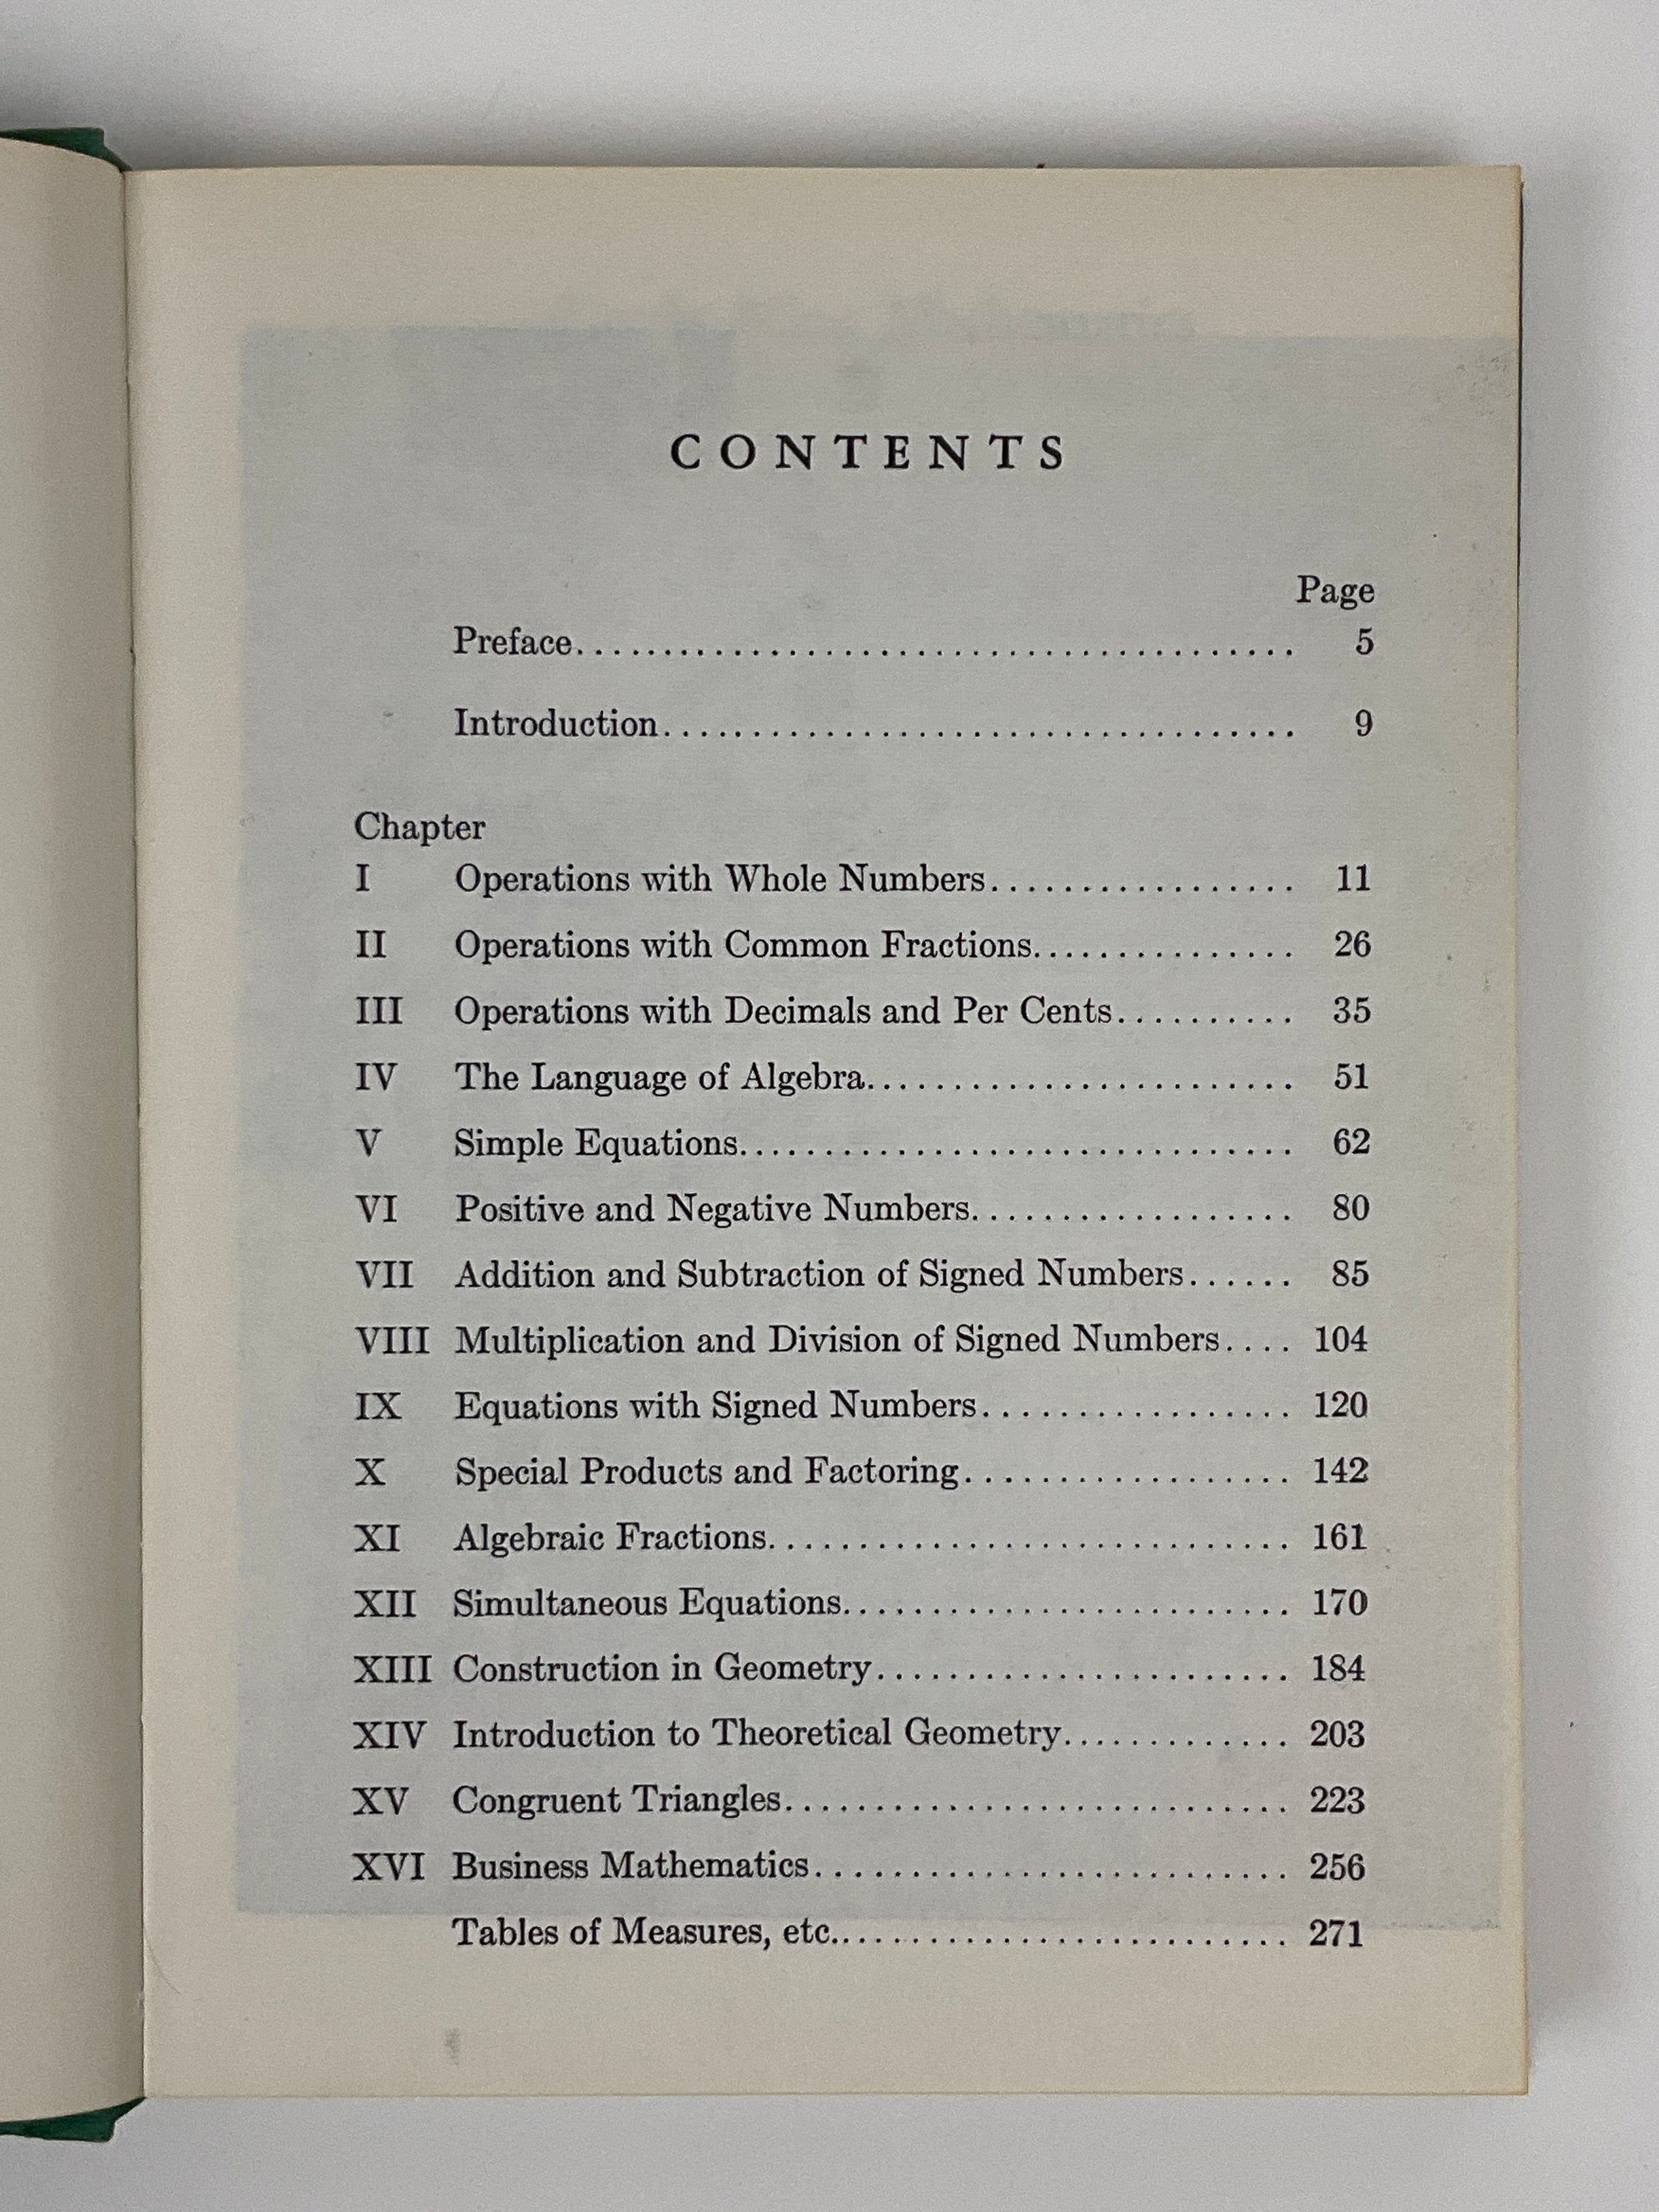 CONTENTS
Page
Preface............................................ 5
Introduction...................................... 9
Chapter
I Operations with Whole Numbers................. 11
II Operations with Common Fractions............... 26
III Operations with Decimals and Per Cents.......... 35
IV The Language of Algebra........................ 51
V Simple Equations............................... 62
VI Positive and Negative Numbers.................. 80
VII Addition and Subtraction of Signed Numbers...... 85
VIII Multiplication and Division of Signed Numbers.... 104
IX Equations with Signed Numbers................. 120
X Special Products and Factoring.................. 142
XI Algebraic Fractions............................. 161
XII Simultaneous Equations......................... 170
XIII Construction in Geometry....................... 184
XIV Introduction to Theoretical Geometry............. 203
XV Congruent Triangles............................ 223
XVI Business Mathematics.......................... 256
Tables of Measures, etc.......................... 271